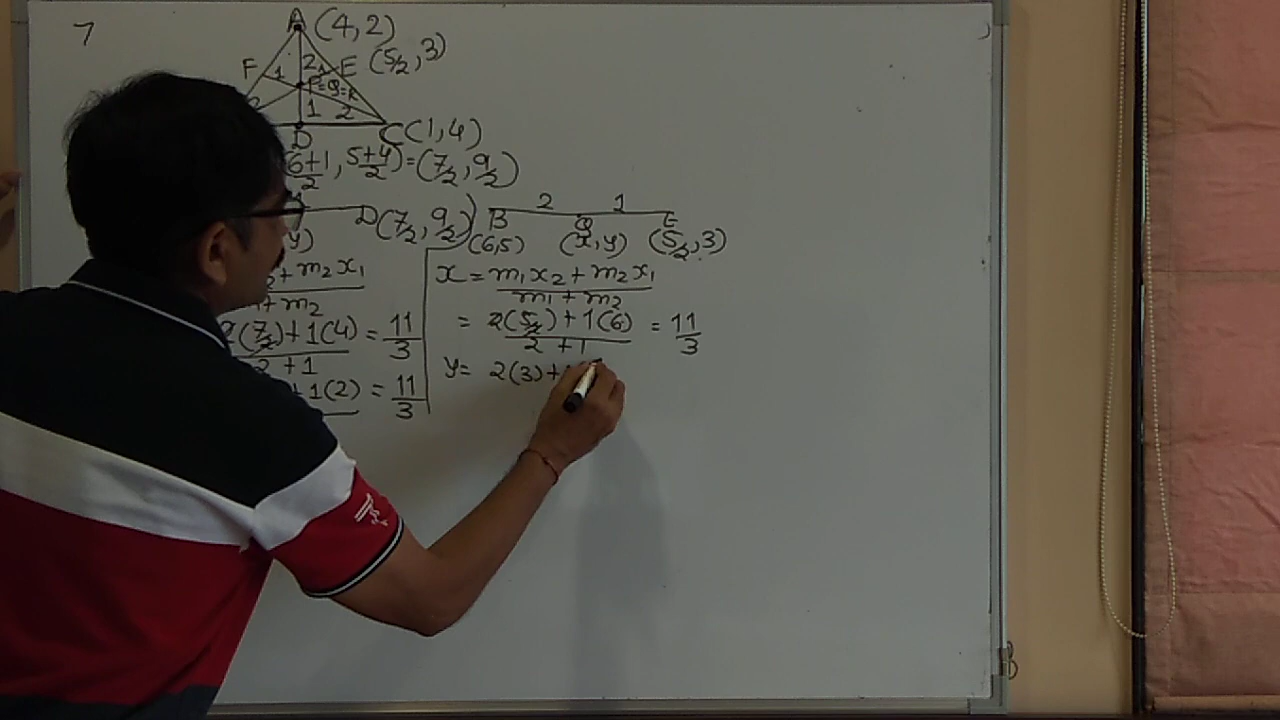 7
A (4,2)
F 1 2 E (5/2, 3)
P=Q=R
1 2
D C(1,4)
6+1/2, 5+4/2)=(7/2, 9/2)
D(7/2, 9/2) B 2 Q 1 E
y) (6,5) (x,y) (5/2, 3)
+m2x1 x = m1x2+m2x1
+m2 m1+m2
2(7/2)+1(4) = 11/3 = 2(5/2)+1(6) = 11/3
2+1 2+1
+1(2) = 11/3 y= 2(3)+